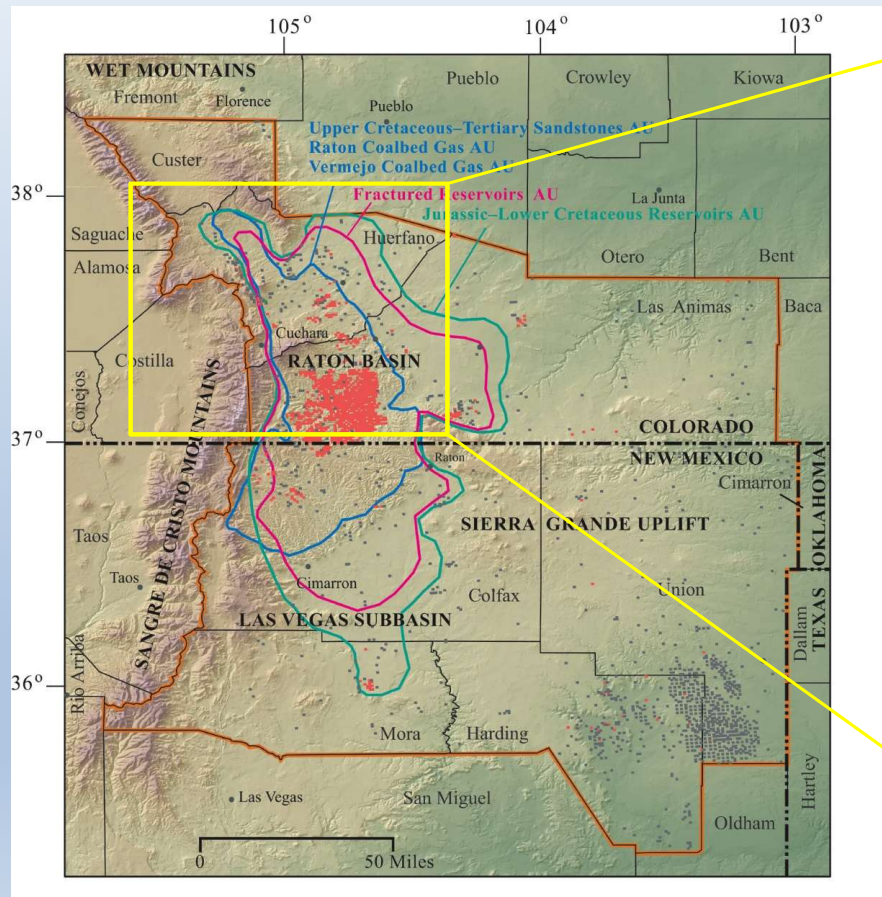 105°
104°
103°
WET MOUNTAINS
Fremont
Florence
Pueblo
Pueblo
Crowley
Kiowa
Upper Cretaceous–Tertiary Sandstones AU
Raton Coalbed Gas AU
Vermejo Coalbed Gas AU
Custer
38°
Fractured Reservoirs AU
La Junta
Jurassic–Lower Cretaceous Reservoirs AU
Saguache
Huerfano
Otero
Bent
Alamosa
Las Animas
Baca
Cuchara
Costilla
RATON BASIN
Conejos
COLORADO
37°
NEW MEXICO
Raton
Cimarron
OKLAHOMA
SIERRA GRANDE UPLIFT
Taos
SANGRE DE CRISTO MOUNTAINS
Taos
Cimarron
Colfax
Union
LAS VEGAS SUBBASIN
Dallam
TEXAS
36°
Rio Arriba
Mora
Harding
Las Vegas
San Miguel
Hartley
Oldham
0
50 Miles